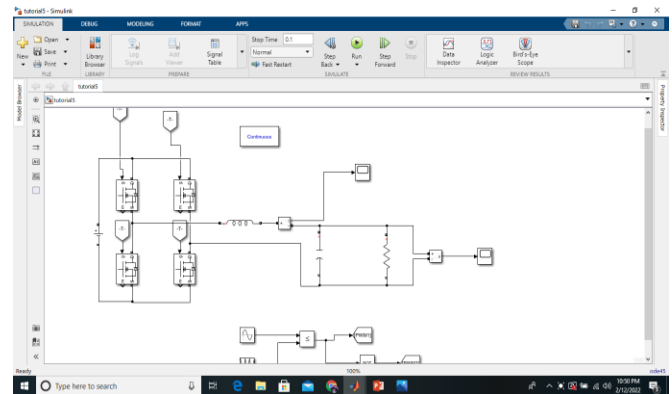 tutorial5 - Simulink
SIMULATION DEBUG MODELING FORMAT APPS
New
Open
Save
Print
FILE
Library Browser
LIBRARY
Log Signals
Add Viewer
Signal Table
PREPARE
Stop Time 0.1
Normal
Fast Restart
Step Back
Run
Step Forward
Stop
SIMULATE
Data Inspector
Logic Analyzer
Bird's-Eye Scope
REVIEW RESULTS
tutorial5
tutorial5
Model Browser
Property Inspector
Continuous
≤
Ready
100%
ode45
Type here to search
10:50 PM
2/12/2022